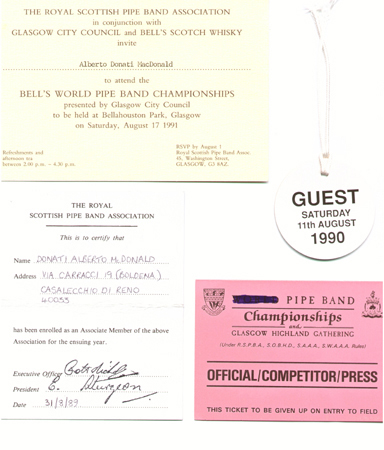 THE ROYAL SCOTTISH PIPE BAND ASSOCIATION
in conjunction with
GLASGOW CITY COUNCIL and BELL'S SCOTCH WHISKY
invite
Alberto Donati MacDonald
to attend the
BELL'S WORLD PIPE BAND CHAMPIONSHIPS
presented by Glasgow City Council
to be held at Bellahouston Park, Glasgow
on Saturday, August 17 1991
Refreshments and
afternoon tea
between 2.00 p.m. - 4.30 p.m.
RSVP by August 1
Royal Scottish Pipe Band Assoc.
45, Washington Street,
GLASGOW, G3 8AZ.
GUEST
SATURDAY
11th AUGUST
1990
THE ROYAL
SCOTTISH PIPE BAND ASSOCIATION
This is to certify that
Name DONATI ALBERTO McDONALD
Address VIA CARRACCI 19 (BOLOGNA)
CASALECCHIO DI RENO
40033
has been enrolled as an Associate Member of the above
Association for the ensuing year.
Executive Officer
President E. Sturgeon
Date 31/8/89
PIPE BAND
Championships
and
GLASGOW HIGHLAND GATHERING
(Under R.S.P.B.A., S.O.B.H.D., S.A.A.A., S.W.A.A.A. Rules)
OFFICIAL/COMPETITOR/PRESS
THIS TICKET TO BE GIVEN UP ON ENTRY TO FIELD